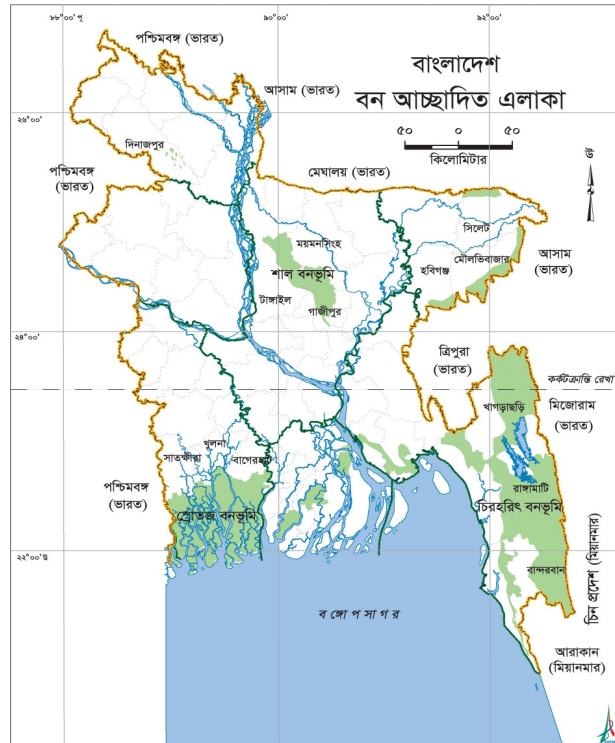 ৮৮°০০' পূ
৯০°০০'
৯২°০০'
পশ্চিমবঙ্গ (ভারত)
আসাম (ভারত)
বাংলাদেশ
বন আচ্ছাদিত এলাকা
৫০ ০ ৫০
কিলোমিটার
২৬°০০'
দিনাজপুর
উ
পশ্চিমবঙ্গ
(ভারত)
মেঘালয় (ভারত)
সিলেট
ময়মনসিংহ
মৌলভিবাজার
আসাম
(ভারত)
হবিগঞ্জ
শাল বনভূমি
টাঙ্গাইল
গাজীপুর
২৪°০০'
ত্রিপুরা
(ভারত)
কর্কটক্রান্তি রেখা
খাগড়াছড়ি
মিজোরাম
(ভারত)
খুলনা
সাতক্ষীরা
বাগেরহাট
পশ্চিমবঙ্গ
(ভারত)
রাঙ্গামাটি
চিরহরিৎ বনভূমি
স্রোতজ বনভূমি
২২°০০' উ
বান্দরবান
চিন প্রদেশ (মিয়ানমার)
বঙ্গোপসাগর
আরাকান
(মিয়ানমার)